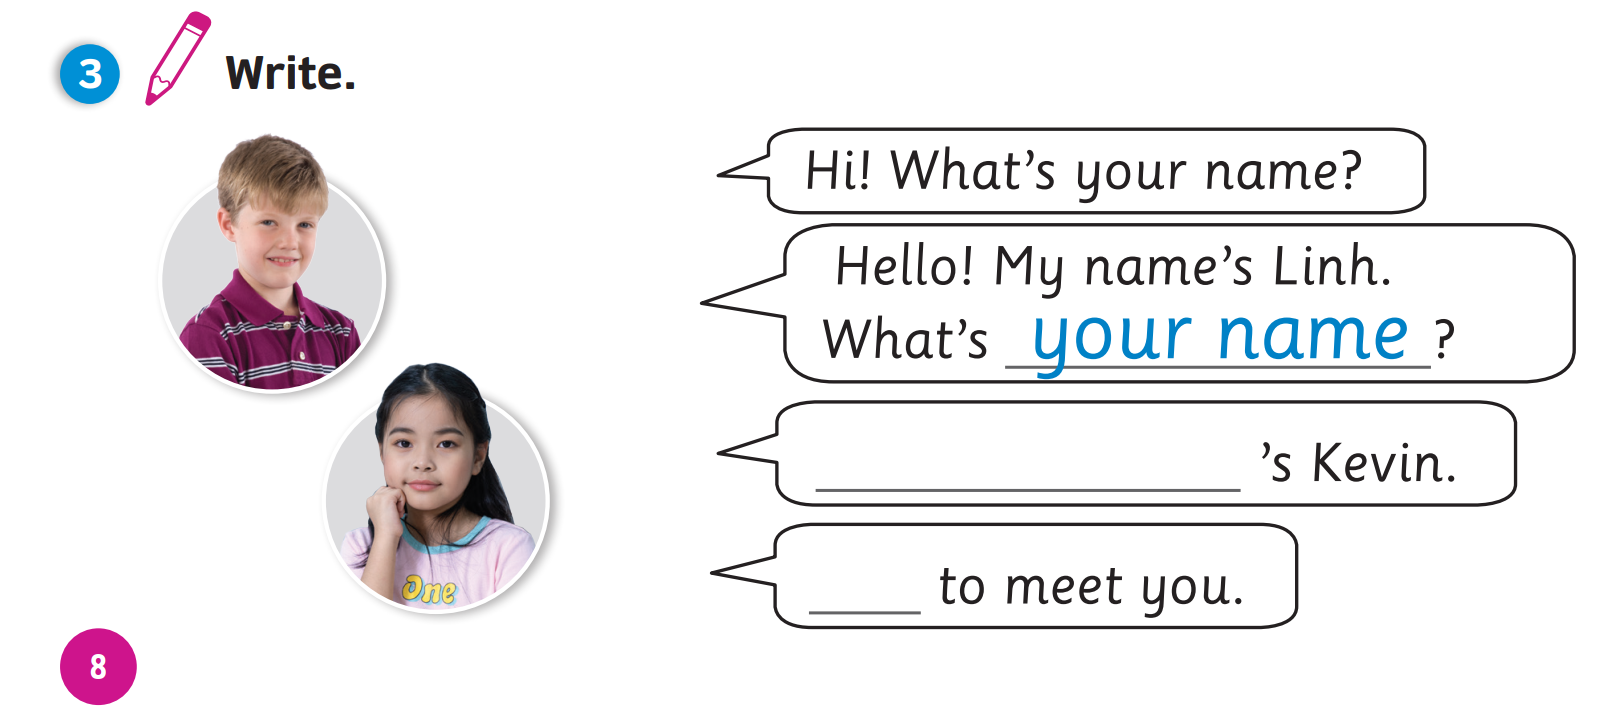 3 Write.
Hi! What's your name?
Hello! My name's Linh.
What's your name ?
's Kevin.
to meet you.
One
8